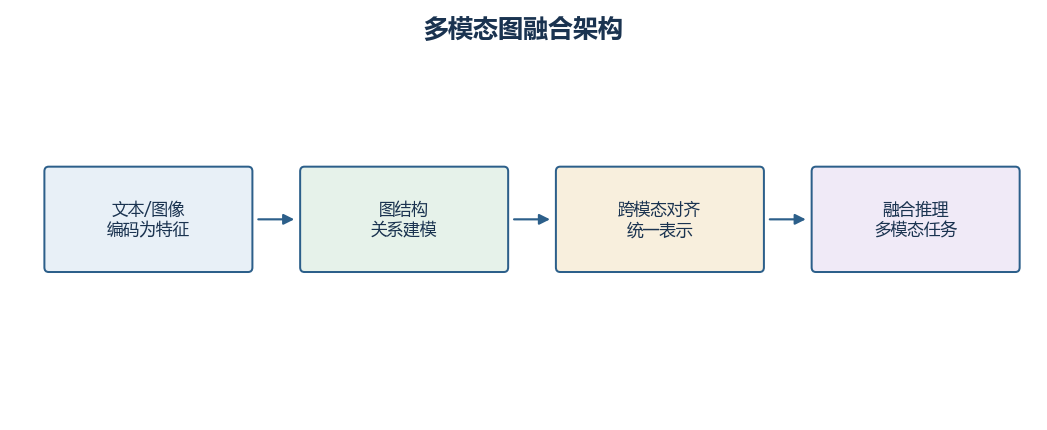 多模态图融合架构
文本/图像
编码为特征
图结构
关系建模
跨模态对齐
统一表示
融合推理
多模态任务